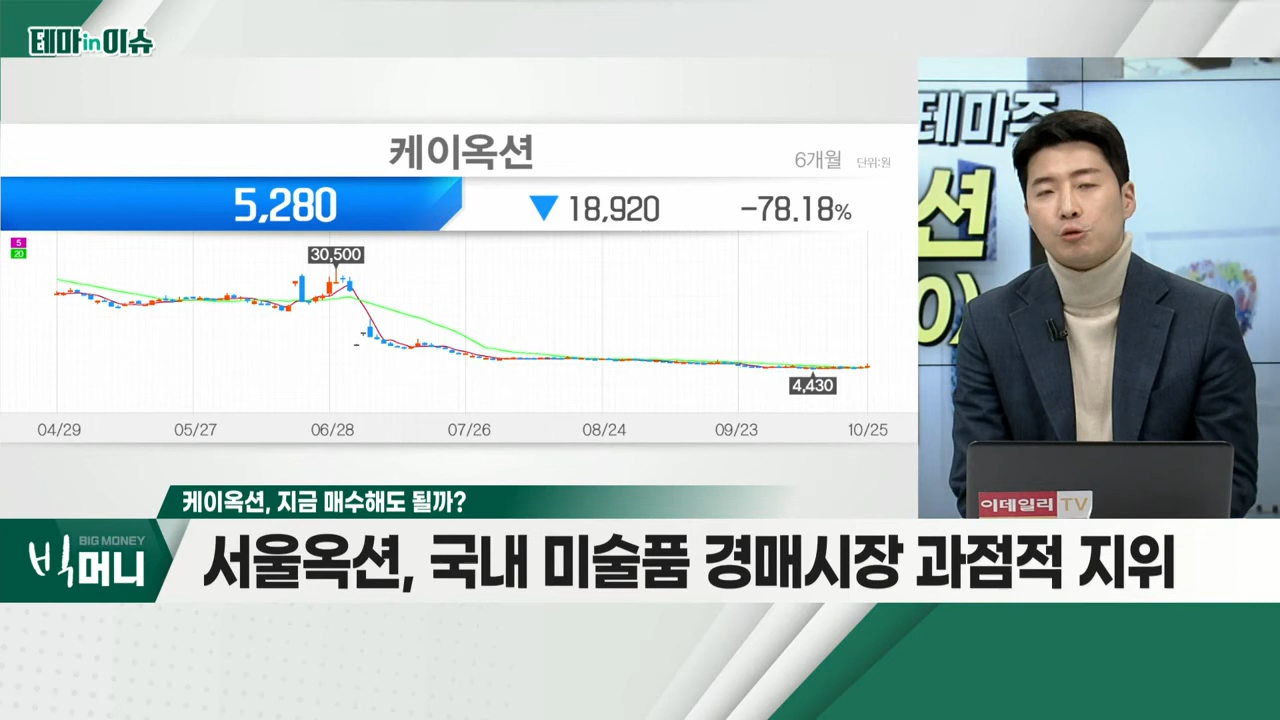 테마in이슈
케이옥션
6개월 단위:원
5,280 ▼ 18,920 -78.18%
5
20
30,500
4,430
04/29 05/27 06/28 07/26 08/24 09/23 10/25
테마주
션
이데일리 TV
케이옥션, 지금 매수해도 될까?
BIG MONEY
빅머니
서울옥션, 국내 미술품 경매시장 과점적 지위